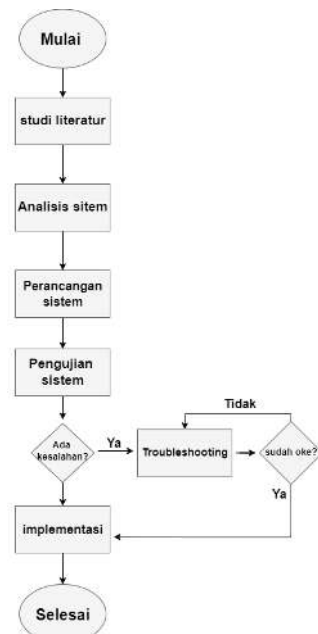 Mulai
studi literatur
Analisis sitem
Perancangan
sistem
Pengujian
sistem
Tidak
Ada
kesalahan?
Ya
Troubleshooting
sudah oke?
Ya
implementasi
Selesai